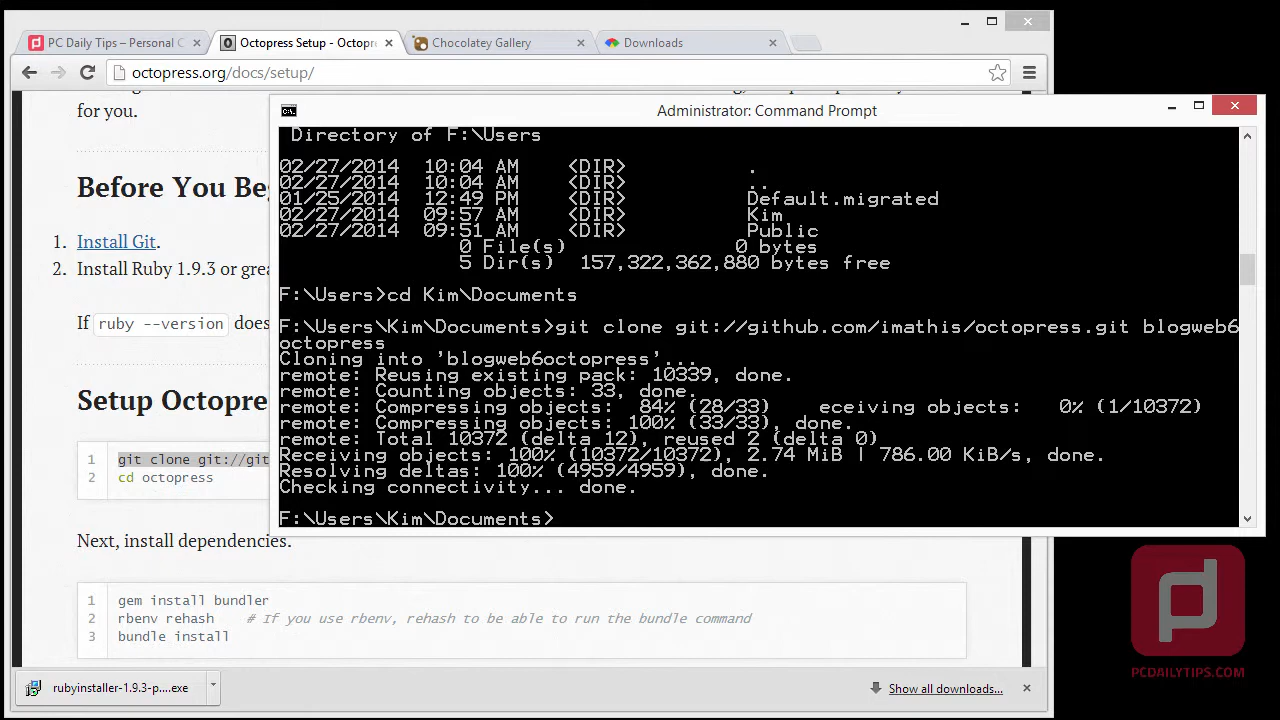 PC Daily Tips – Personal C
Octopress Setup - Octopr
Chocolatey Gallery
Downloads
octopress.org/docs/setup/
for you.
Before You Be
1. Install Git.
2. Install Ruby 1.9.3 or grea
If ruby --version does
Setup Octopre
1 git clone git://git
2 cd octopress
Next, install dependencies.
1 gem install bundler
2 rbenv rehash # If you use rbenv, rehash to be able to run the bundle command
3 bundle install
rubyinstaller-1.9.3-p....exe
Show all downloads...
Administrator: Command Prompt
Directory of F:\Users
02/27/2014 10:04 AM <DIR> .
02/27/2014 10:04 AM <DIR> ..
01/25/2014 12:49 PM <DIR> Default.migrated
02/27/2014 09:57 AM <DIR> Kim
02/27/2014 09:51 AM <DIR> Public
0 File(s) 0 bytes
5 Dir(s) 157,322,362,880 bytes free
F:\Users>cd Kim\Documents
F:\Users\Kim\Documents>git clone git://github.com/imathis/octopress.git blogweb6
octopress
Cloning into 'blogweb6octopress'...
remote: Reusing existing pack: 10339, done.
remote: Counting objects: 33, done.
remote: Compressing objects: 84% (28/33) eceiving objects: 0% (1/10372)
remote: Compressing objects: 100% (33/33), done.
remote: Total 10372 (delta 12), reused 2 (delta 0)
Receiving objects: 100% (10372/10372), 2.74 MiB | 786.00 KiB/s, done.
Resolving deltas: 100% (4959/4959), done.
Checking connectivity... done.
F:\Users\Kim\Documents>
PCDAILYTIPS.COM